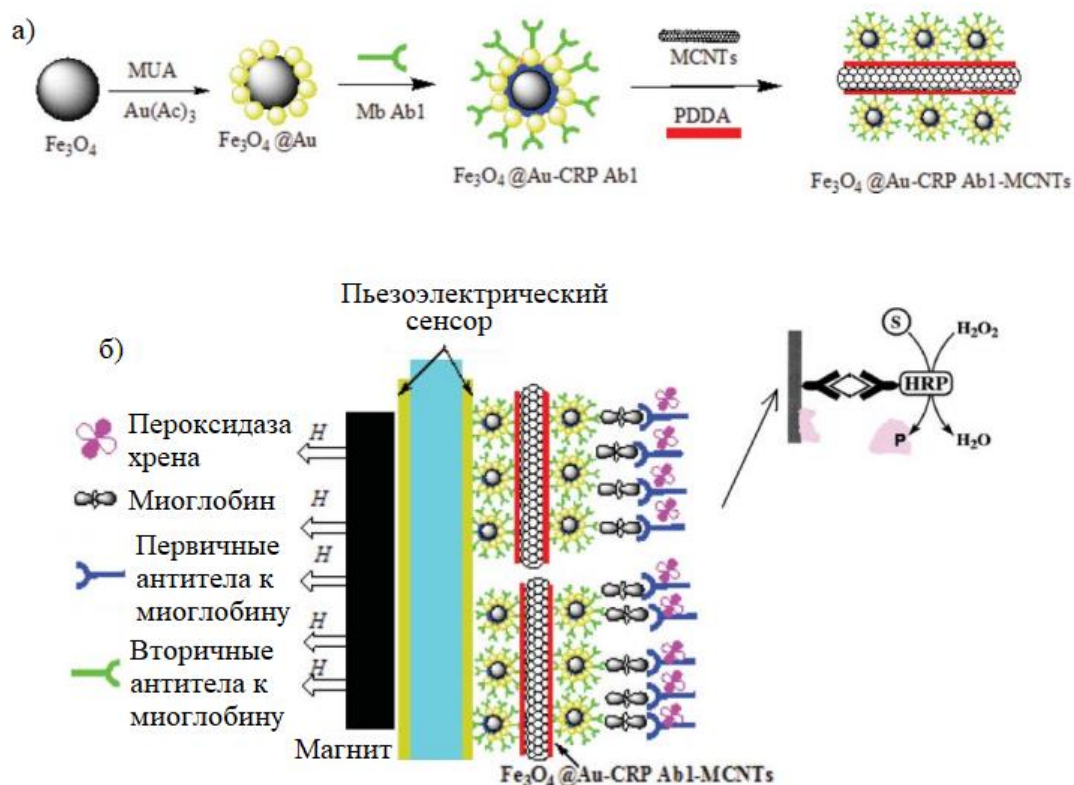 а)
MUA
Au(Ac)₃
Fe₃O₄
Fe₃O₄ @Au
Mb Ab1
Fe₃O₄ @Au-CRP Ab1
MCNTs
PDDA
Fe₃O₄ @Au-CRP Ab1-MCNTs
б)
Пьезоэлектрический
сенсор
Пероксидаза
хрена
Миоглобин
Первичные
антитела к
миоглобину
Вторичные
антитела к
миоглобину
H
H
H
H
H
Магнит
Fe₃O₄ @Au-CRP Ab1-MCNTs
S
H₂O₂
HRP
P
H₂O